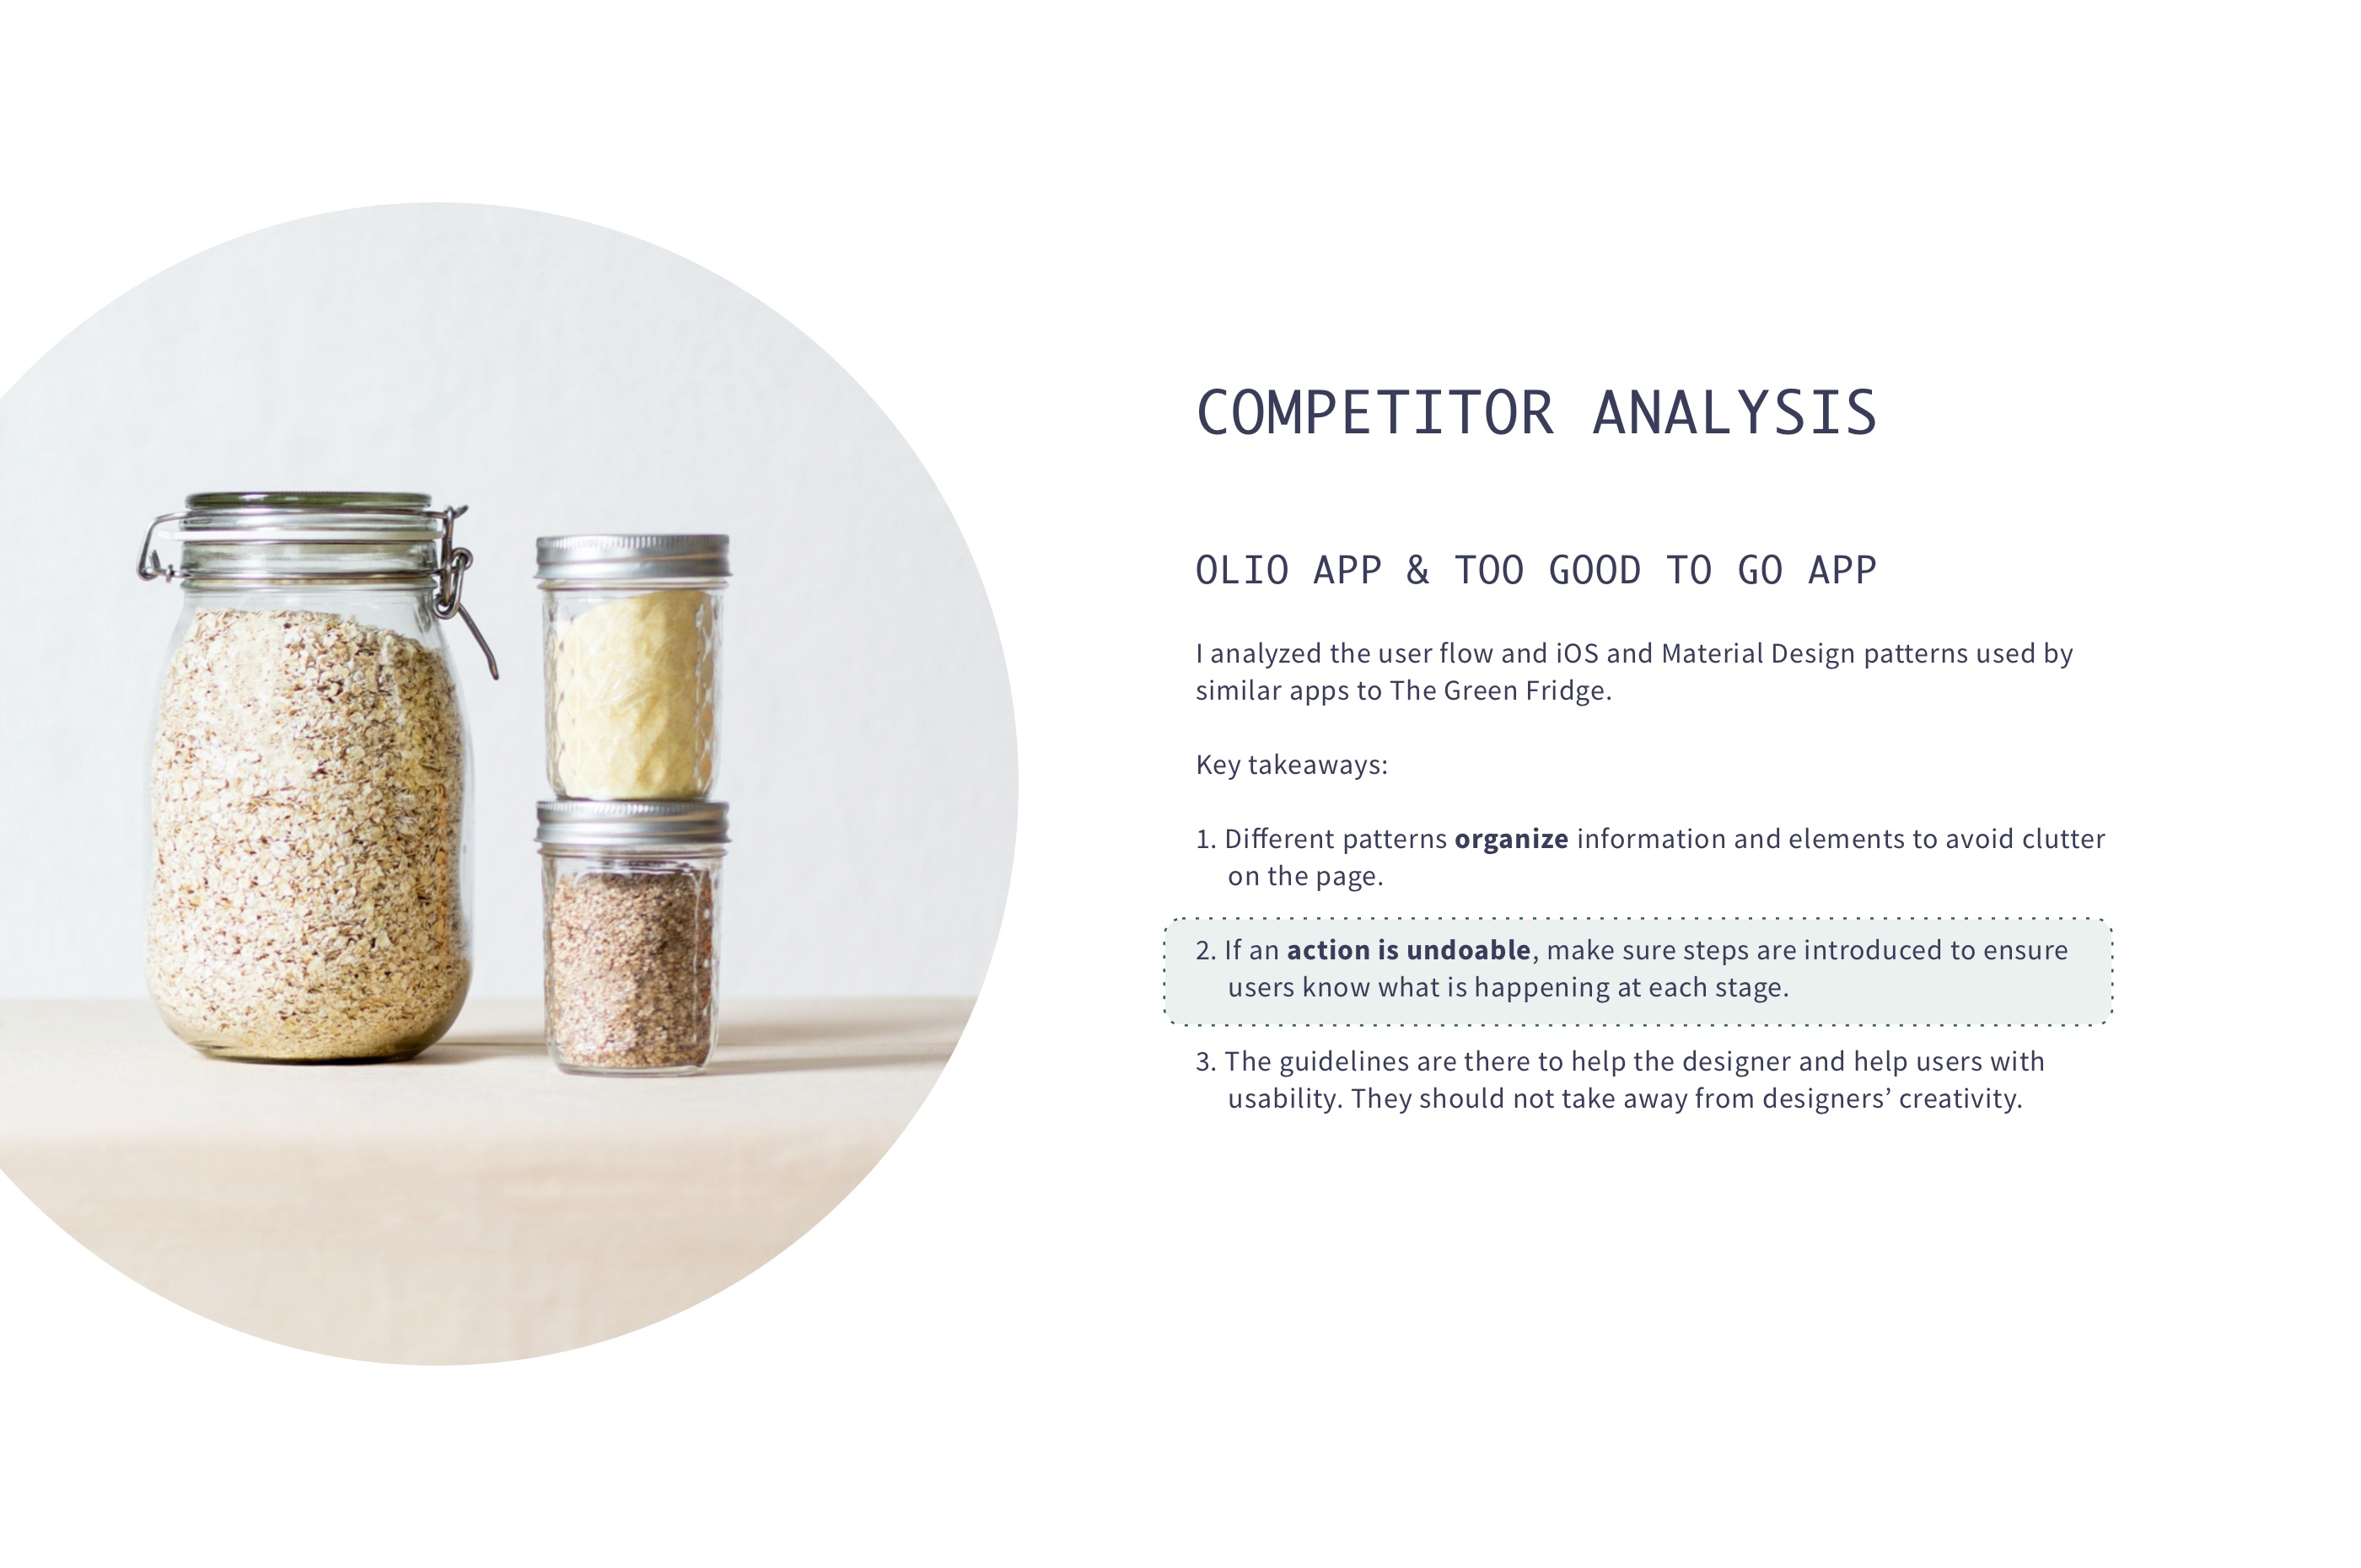 COMPETITOR ANALYSIS
OLIO APP & TOO GOOD TO GO APP
I analyzed the user flow and iOS and Material Design patterns used by
similar apps to The Green Fridge.
Key takeaways:
1. Different patterns organize information and elements to avoid clutter
on the page.
2. If an action is undoable, make sure steps are introduced to ensure
users know what is happening at each stage.
3. The guidelines are there to help the designer and help users with
usability. They should not take away from designers’ creativity.